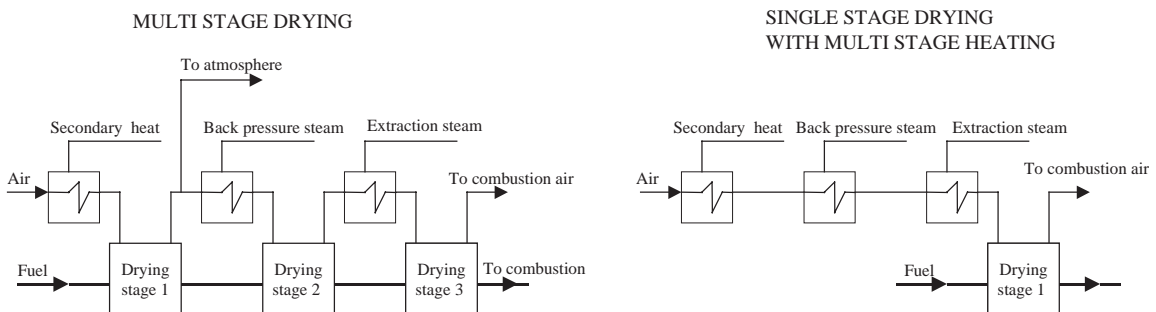 MULTI STAGE DRYING
To atmosphere
Secondary heat
Back pressure steam
Extraction steam
Air
To combustion air
Fuel
Drying
stage 1
Drying
stage 2
Drying
stage 3
To combustion
SINGLE STAGE DRYING
WITH MULTI STAGE HEATING
Secondary heat
Back pressure steam
Extraction steam
Air
To combustion air
Fuel
Drying
stage 1